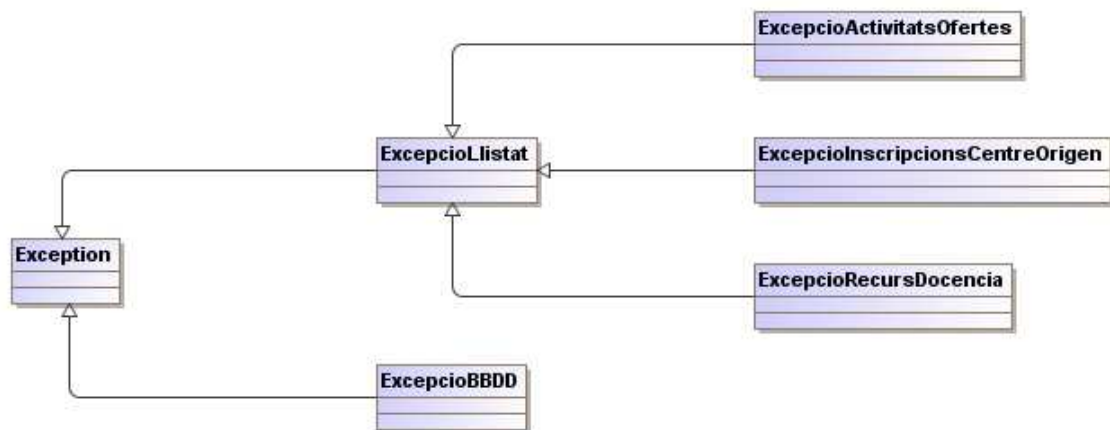 ExcepcioActivitatsOfertes
ExcepcioLlistat
ExcepcioInscripcionsCentreOrigen
Exception
ExcepcioRecursDocencia
ExcepcioBBDD